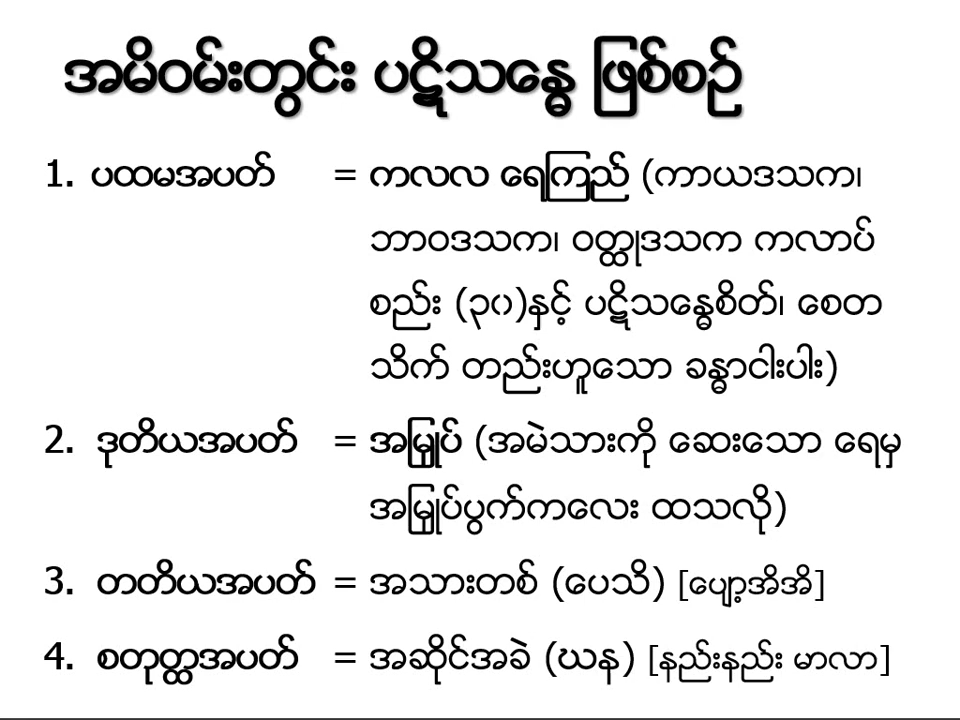 အမိဝမ်းတွင်း ပဋိသန္ဓေ ဖြစ်စဉ်
1. ပထမအပတ် = ကလလ ရေကြည် (ကာယဒသက၊
ဘာဝဒသက၊ ဝတ္ထုဒသက ကလာပ်
စည်း (၃၀)နှင့် ပဋိသန္ဓေစိတ်၊ စေတ
သိက် တည်းဟူသော ခန္ဓာငါးပါး)
2. ဒုတိယအပတ် = အမြှုပ် (အမဲသားကို ဆေးသော ရေမှ
အမြှုပ်ပွက်ကလေး ထသလို)
3. တတိယအပတ် = အသားတစ် (ပေသိ) [ပျော့အိအိ]
4. စတုတ္ထအပတ် = အဆိုင်အခဲ (ဃန) [နည်းနည်း မာလာ]